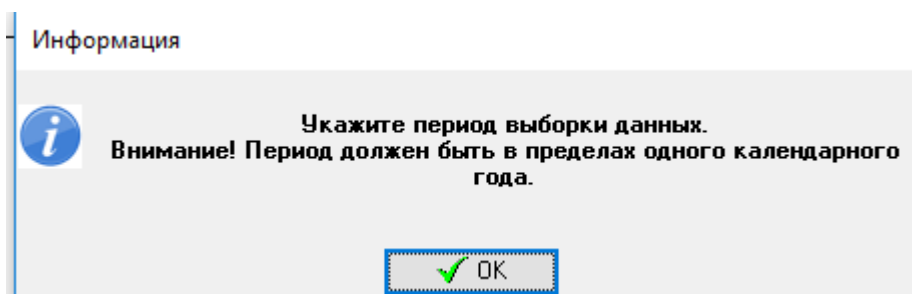 Информация
Укажите период выборки данных.
Внимание! Период должен быть в пределах одного календарного
года.
OK